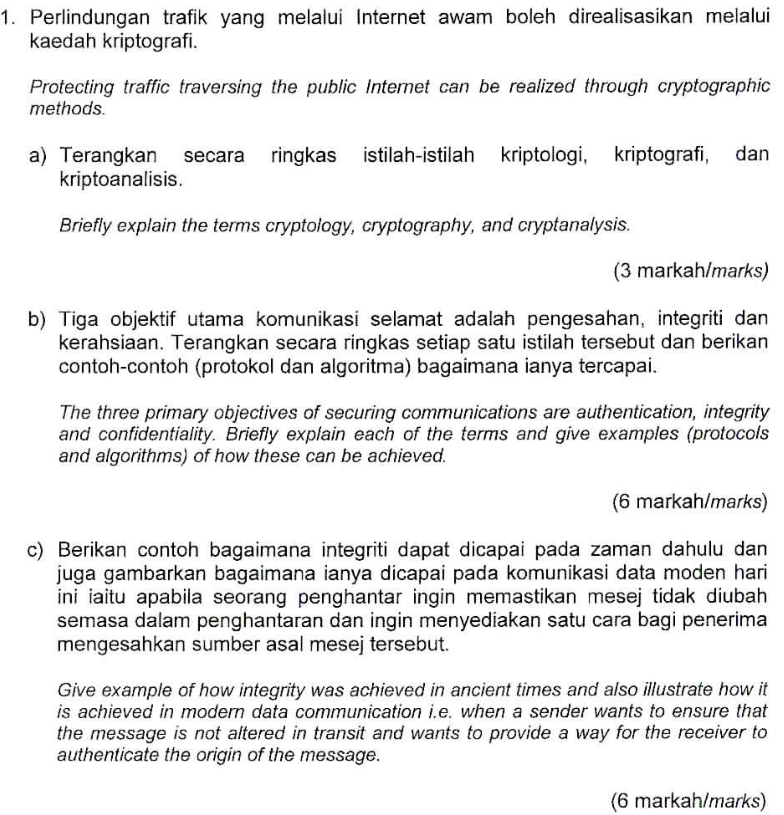 1. Perlindungan trafik yang melalui Internet awam boleh direalisasikan melalui
kaedah kriptografi.
Protecting traffic traversing the public Internet can be realized through cryptographic
methods.
a) Terangkan secara ringkas istilah-istilah kriptologi, kriptografi, dan
kriptoanalisis.
Briefly explain the terms cryptology, cryptography, and cryptanalysis.
(3 markah/marks)
b) Tiga objektif utama komunikasi selamat adalah pengesahan, integriti dan
kerahsiaan. Terangkan secara ringkas setiap satu istilah tersebut dan berikan
contoh-contoh (protokol dan algoritma) bagaimana ianya tercapai.
The three primary objectives of securing communications are authentication, integrity
and confidentiality. Briefly explain each of the terms and give examples (protocols
and algorithms) of how these can be achieved.
(6 markah/marks)
c) Berikan contoh bagaimana integriti dapat dicapai pada zaman dahulu dan
juga gambarkan bagaimana ianya dicapai pada komunikasi data moden hari
ini iaitu apabila seorang penghantar ingin memastikan mesej tidak diubah
semasa dalam penghantaran dan ingin menyediakan satu cara bagi penerima
mengesahkan sumber asal mesej tersebut.
Give example of how integrity was achieved in ancient times and also illustrate how it
is achieved in modern data communication i.e. when a sender wants to ensure that
the message is not altered in transit and wants to provide a way for the receiver to
authenticate the origin of the message.
(6 markah/marks)